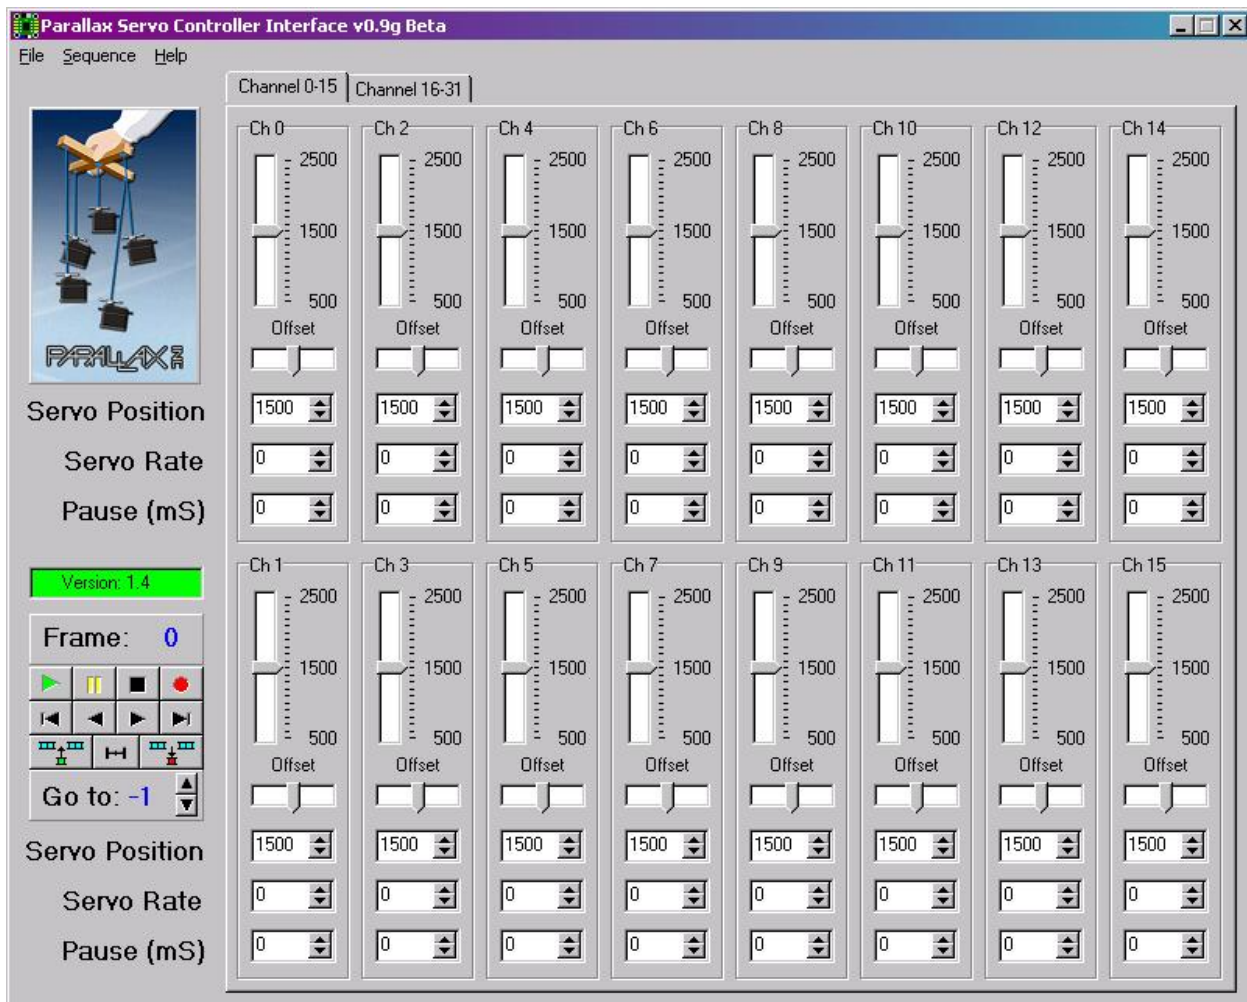 Parallax Servo Controller Interface v0.9g Beta
File Sequence Help
Channel 0-15 Channel 16-31
Ch 0 Ch 2 Ch 4 Ch 6 Ch 8 Ch 10 Ch 12 Ch 14
2500 2500 2500 2500 2500 2500 2500 2500
1500 1500 1500 1500 1500 1500 1500 1500
500 500 500 500 500 500 500 500
Offset Offset Offset Offset Offset Offset Offset Offset
PARALLAX
Servo Position 1500 1500 1500 1500 1500 1500 1500 1500
Servo Rate 0 0 0 0 0 0 0 0
Pause (mS) 0 0 0 0 0 0 0 0
Version: 1.4
Ch 1 Ch 3 Ch 5 Ch 7 Ch 9 Ch 11 Ch 13 Ch 15
2500 2500 2500 2500 2500 2500 2500 2500
Frame: 0
1500 1500 1500 1500 1500 1500 1500 1500
500 500 500 500 500 500 500 500
Offset Offset Offset Offset Offset Offset Offset Offset
Go to: -1
Servo Position 1500 1500 1500 1500 1500 1500 1500 1500
Servo Rate 0 0 0 0 0 0 0 0
Pause (mS) 0 0 0 0 0 0 0 0